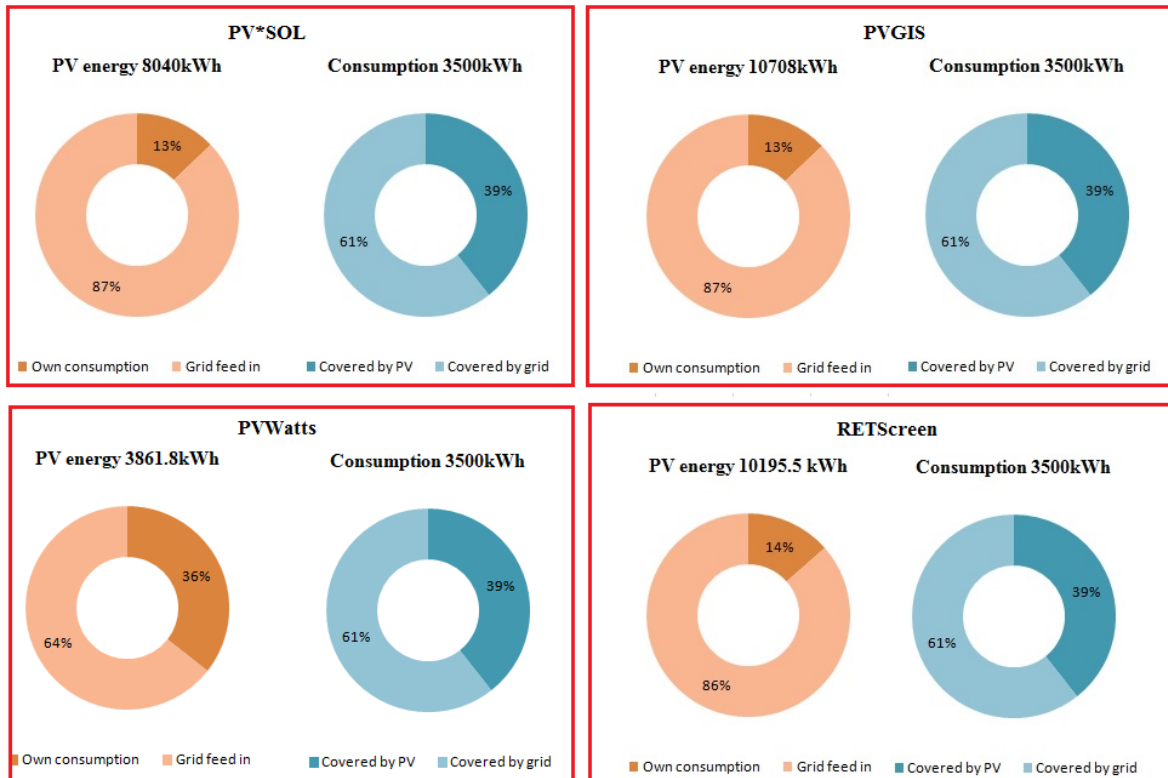 PV*SOL
PV energy 8040kWh Consumption 3500kWh
13%
39%
61%
87%
Own consumption Grid feed in Covered by PV Covered by grid
PVGIS
PV energy 10708kWh Consumption 3500kWh
13%
39%
61%
87%
Own consumption Grid feed in Covered by PV Covered by grid
PVWatts
PV energy 3861.8kWh Consumption 3500kWh
36%
39%
64%
61%
Own consumption Grid feed in Covered by PV Covered by grid
RETScreen
PV energy 10195.5 kWh Consumption 3500kWh
14%
39%
61%
86%
Own consumption Grid feed in Covered by PV Covered by grid